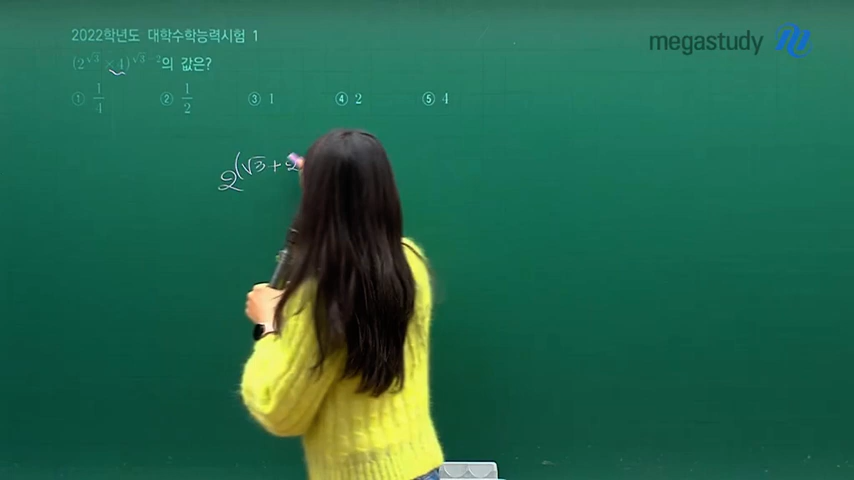 2022학년도 대학수학능력시험 1
megastudy
(2^√3 × 4)^√3 − 2의 값은?
① 1/4 ② 1/2 ③ 1 ④ 2 ⑤ 4
2^(√3 + 2